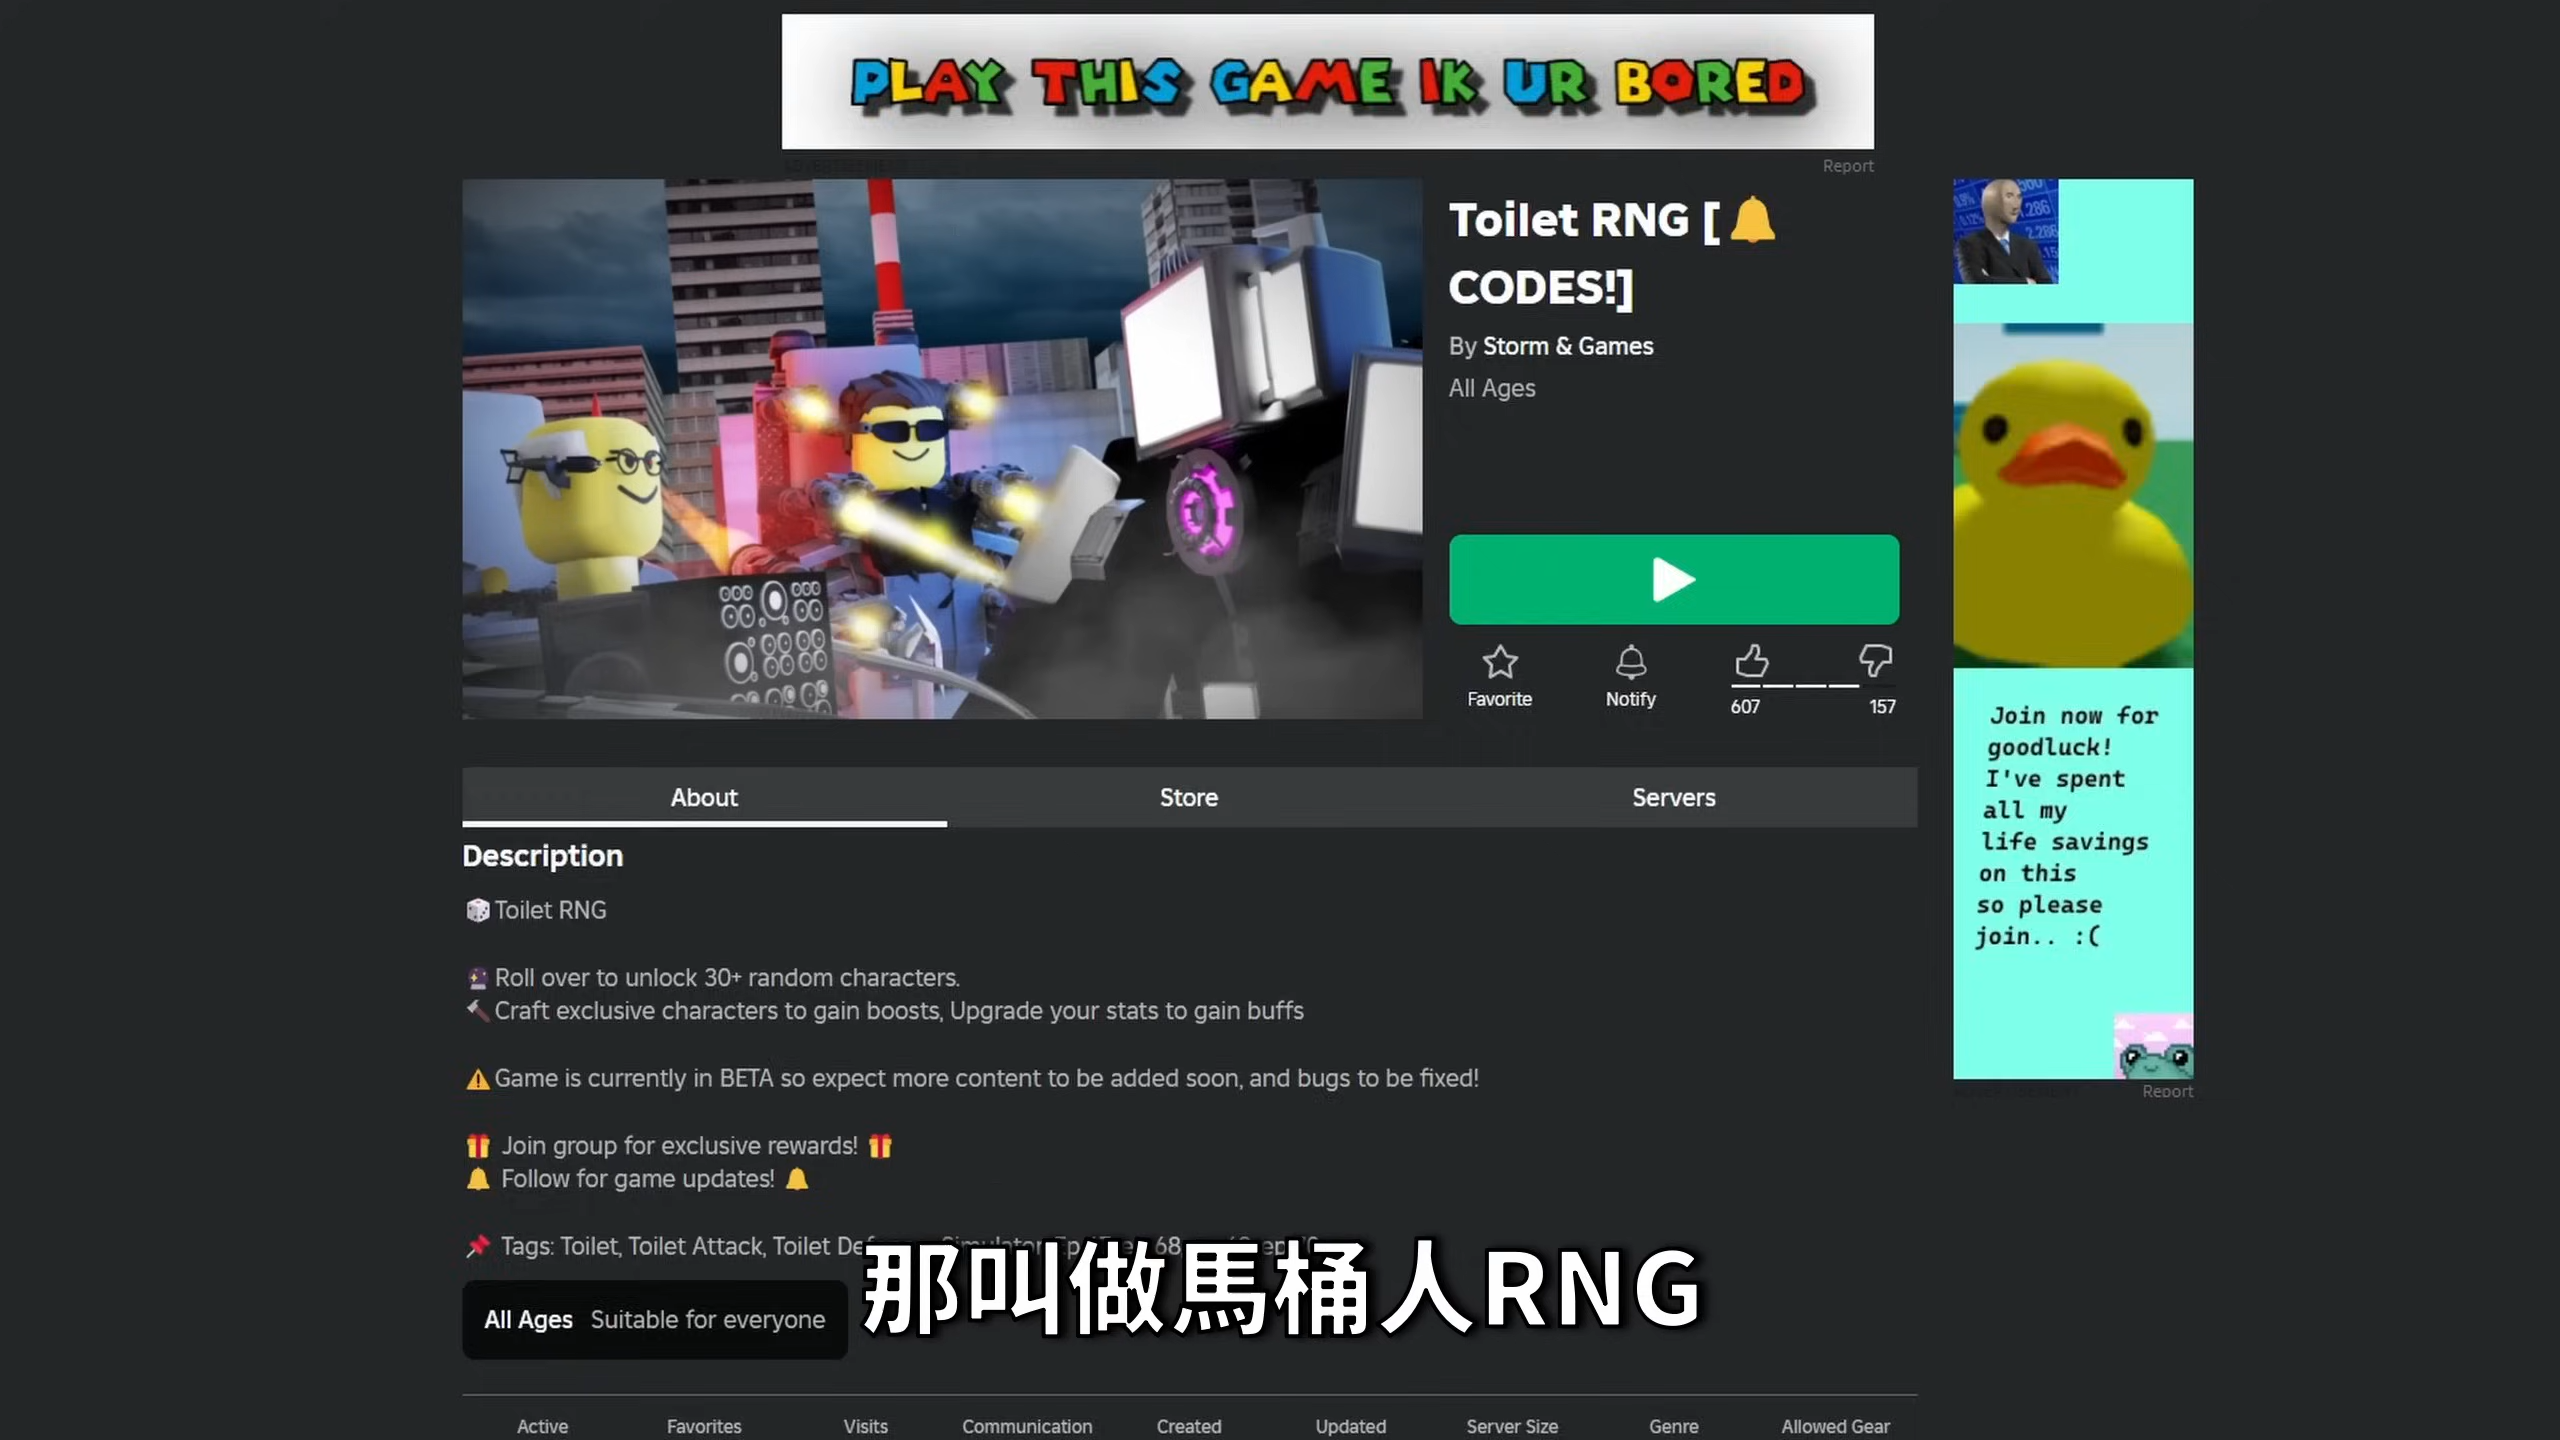 PLAY THIS GAME IK UR BORED
Report
Toilet RNG [🔔
CODES!]
By Storm & Games
All Ages
Favorite
Notify
607
157
Join now for
goodluck!
I've spent
all my
life savings
on this
so please
join.. :(
Report
About
Store
Servers
Description
🎲Toilet RNG
🔮Roll over to unlock 30+ random characters.
🔨Craft exclusive characters to gain boosts, Upgrade your stats to gain buffs
⚠️Game is currently in BETA so expect more content to be added soon, and bugs to be fixed!
🎁 Join group for exclusive rewards! 🎁
🔔 Follow for game updates! 🔔
📌 Tags: Toilet, Toilet Attack, Toilet
那叫做馬桶人RNG
All Ages Suitable for everyone
Active
Favorites
Visits
Communication
Created
Updated
Server Size
Genre
Allowed Gear